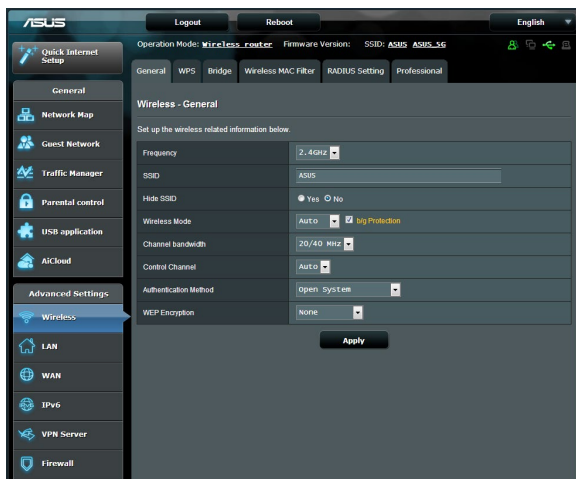 ASUS
Logout
Reboot
English
Quick Internet Setup
Operation Mode: Wireless router Firmware Version: SSID: ASUS ASUS_5G
General WPS Bridge Wireless MAC Filter RADIUS Setting Professional
General
Network Map
Guest Network
Traffic Manager
Parental control
USB application
AiCloud
Advanced Settings
Wireless
LAN
WAN
IPv6
VPN Server
Firewall
Wireless - General
Set up the wireless related information below.
Frequency 2.4GHz
SSID ASUS
Hide SSID Yes No
Wireless Mode Auto b/g Protection
Channel bandwidth 20/40 MHz
Control Channel Auto
Authentication Method Open System
WEP Encryption None
Apply